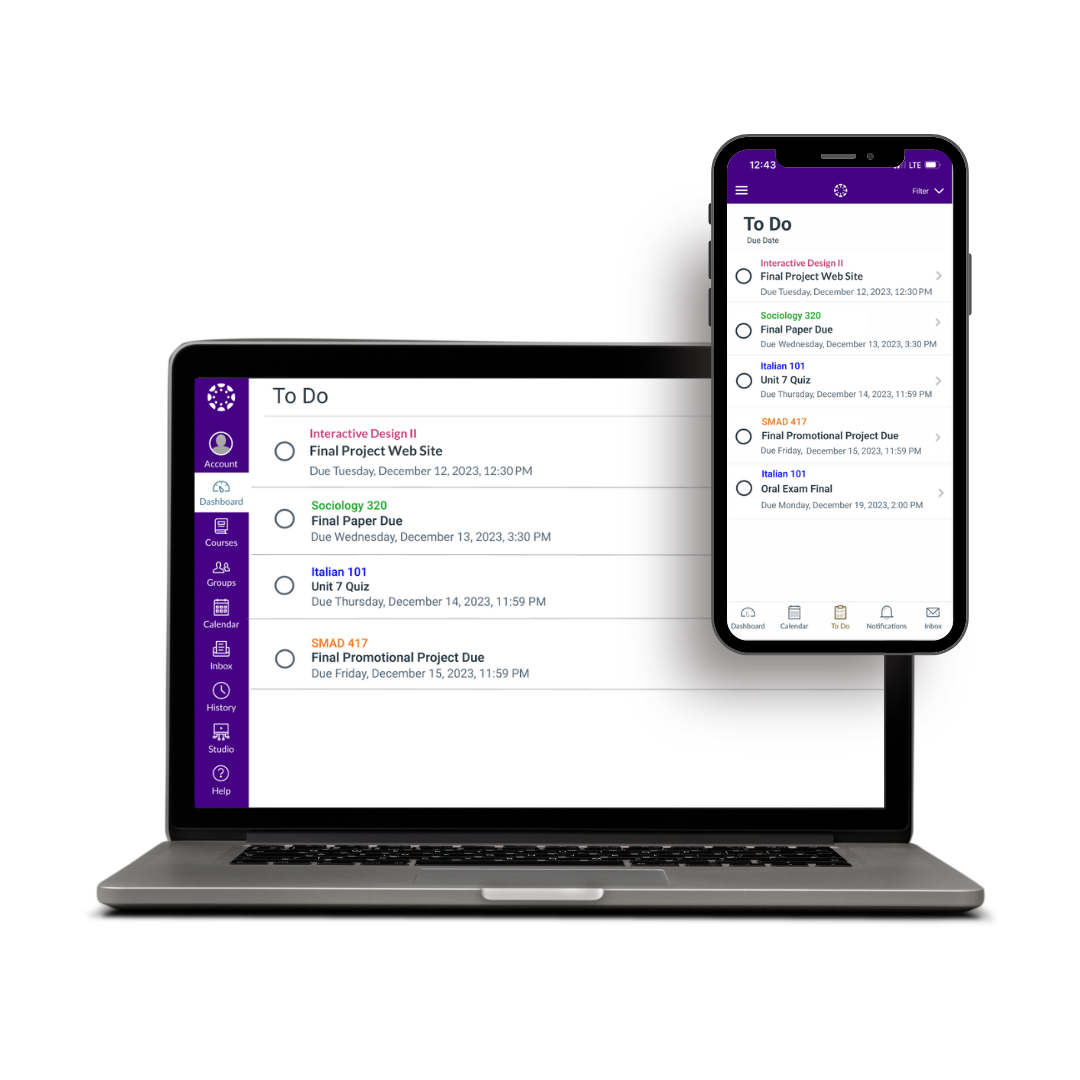 To Do
Interactive Design II
Final Project Web Site
Due Tuesday, December 12, 2023, 12:30 PM
Sociology 320
Final Paper Due
Due Wednesday, December 13, 2023, 3:30 PM
Italian 101
Unit 7 Quiz
Due Thursday, December 14, 2023, 11:59 PM
SMAD 417
Final Promotional Project Due
Due Friday, December 15, 2023, 11:59 PM
Account
Dashboard
Courses
Groups
Calendar
Inbox
History
Studio
Help
12:43
LTE
Filter
To Do
Due Date
Interactive Design II
Final Project Web Site
Due Tuesday, December 12, 2023, 12:30 PM
Sociology 320
Final Paper Due
Due Wednesday, December 13, 2023, 3:30 PM
Italian 101
Unit 7 Quiz
Due Thursday, December 14, 2023, 11:59 PM
SMAD 417
Final Promotional Project Due
Due Friday, December 15, 2023, 11:59 PM
Italian 101
Oral Exam Final
Due Monday, December 19, 2023, 2:00 PM
Dashboard
Calendar
To Do
Notifications
Inbox